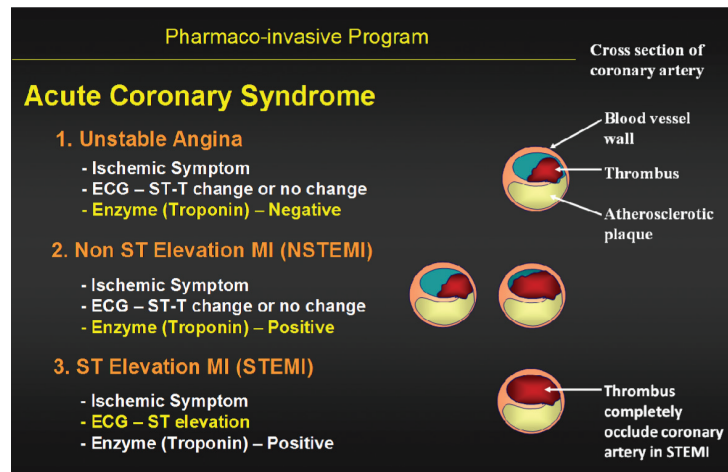 Pharmaco-invasive Program
Cross section of
coronary artery
Acute Coronary Syndrome
1. Unstable Angina
- Ischemic Symptom
- ECG – ST-T change or no change
- Enzyme (Troponin) – Negative
Blood vessel
wall
Thrombus
Atherosclerotic
plaque
2. Non ST Elevation MI (NSTEMI)
- Ischemic Symptom
- ECG – ST-T change or no change
- Enzyme (Troponin) – Positive
3. ST Elevation MI (STEMI)
- Ischemic Symptom
- ECG – ST elevation
- Enzyme (Troponin) – Positive
Thrombus
completely
occlude coronary
artery in STEMI